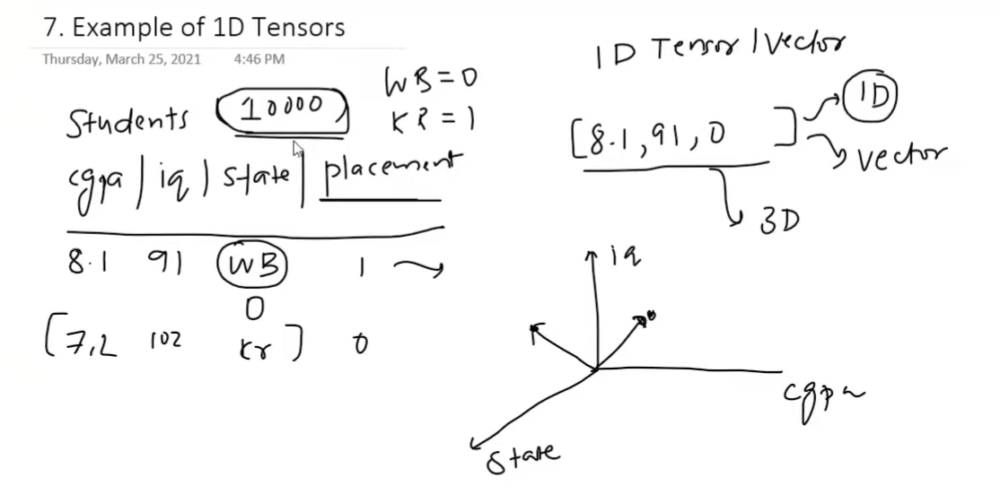 7. Example of 1D Tensors
Thursday, March 25, 2021 4:46 PM
Students 10000
WB = 0
KR = 1
cgpa | iq | state | placement
8.1 91 WB 1
0
[7.2 102 kr] 0
1D Tensor / Vector
[8.1, 91, 0 ]
1D
vector
3D
iq
cgpa
state